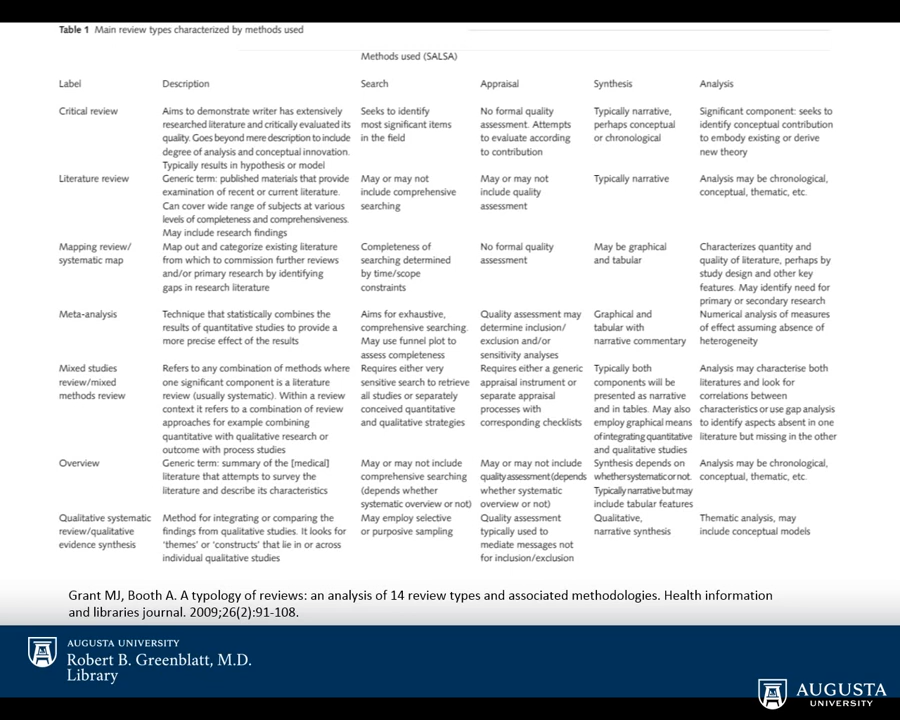 Table 1 Main review types characterized by methods used
Methods used (SALSA)
Label Description Search Appraisal Synthesis Analysis
Critical review Aims to demonstrate writer has extensively Seeks to identify No formal quality Typically narrative, Significant component: seeks to
researched literature and critically evaluated its most significant items assessment. Attempts perhaps conceptual identify conceptual contribution
quality. Goes beyond mere description to include in the field to evaluate according or chronological to embody existing or derive
degree of analysis and conceptual innovation. to contribution new theory
Typically results in hypothesis or model
Literature review Generic term: published materials that provide May or may not May or may not Typically narrative Analysis may be chronological,
examination of recent or current literature. include comprehensive include quality conceptual, thematic, etc.
Can cover wide range of subjects at various searching assessment
levels of completeness and comprehensiveness.
May include research findings
Mapping review/ Map out and categorize existing literature Completeness of No formal quality May be graphical Characterizes quantity and
systematic map from which to commission further reviews searching determined assessment and tabular quality of literature, perhaps by
and/or primary research by identifying by time/scope study design and other key
gaps in research literature constraints features. May identify need for
primary or secondary research
Meta-analysis Technique that statistically combines the Aims for exhaustive, Quality assessment may Graphical and Numerical analysis of measures
results of quantitative studies to provide a comprehensive searching. determine inclusion/ tabular with of effect assuming absence of
more precise effect of the results May use funnel plot to exclusion and/or narrative commentary heterogeneity
assess completeness sensitivity analyses
Mixed studies Refers to any combination of methods where Requires either very Requires either a generic Typically both Analysis may characterise both
review/mixed one significant component is a literature sensitive search to retrieve appraisal instrument or components will be literatures and look for
methods review review (usually systematic). Within a review all studies or separately separate appraisal presented as narrative correlations between
context it refers to a combination of review conceived quantitative processes with and in tables. May also characteristics or use gap analysis
approaches for example combining and qualitative strategies corresponding checklists employ graphical means to identify aspects absent in one
quantitative with qualitative research or of integrating quantitative literature but missing in the other
outcome with process studies and qualitative studies
Overview Generic term: summary of the [medical] May or may not include May or may not include Synthesis depends on Analysis may be chronological,
literature that attempts to survey the comprehensive searching quality assessment (depends whether systematic or not. conceptual, thematic, etc.
literature and describe its characteristics (depends whether whether systematic Typically narrative but may
systematic overview or not) overview or not) include tabular features
Qualitative systematic Method for integrating or comparing the May employ selective Quality assessment Qualitative, Thematic analysis, may
review/qualitative findings from qualitative studies. It looks for or purposive sampling typically used to narrative synthesis include conceptual models
evidence synthesis 'themes' or 'constructs' that lie in or across mediate messages not
individual qualitative studies for inclusion/exclusion
Grant MJ, Booth A. A typology of reviews: an analysis of 14 review types and associated methodologies. Health information
and libraries journal. 2009;26(2):91-108.
AUGUSTA UNIVERSITY
Robert B. Greenblatt, M.D.
Library
AUGUSTA
UNIVERSITY